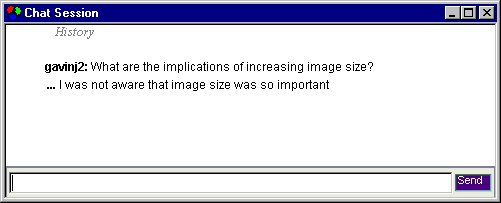 Chat Session
History
gavinj2: What are the implications of increasing image size?
... I was not aware that image size was so important
Send